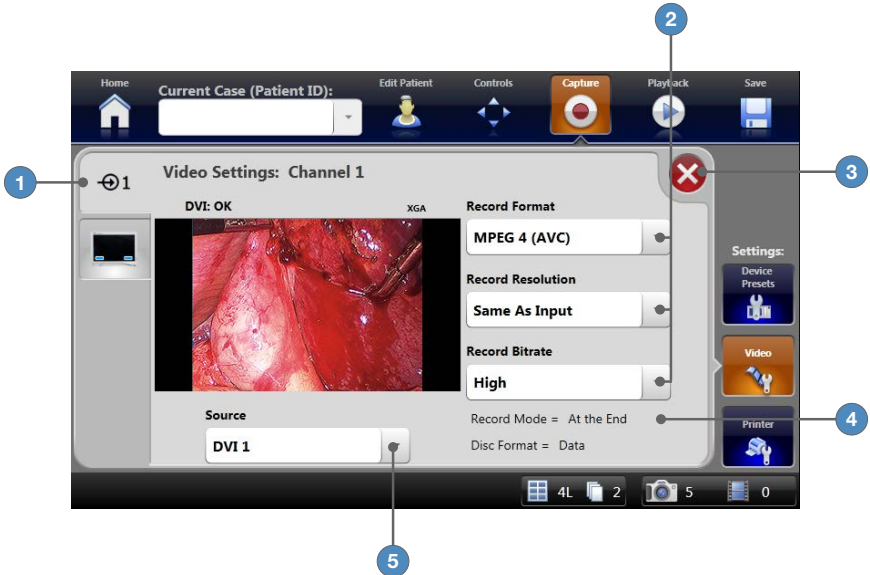 2
Home
Current Case (Patient ID):
Edit Patient
Controls
Capture
Playback
Save
1
1
Video Settings: Channel 1
3
DVI: OK
XGA
Record Format
MPEG 4 (AVC)
Settings:
Device
Presets
Record Resolution
Same As Input
Record Bitrate
Video
High
Source
Record Mode = At the End
4
Printer
DVI 1
Disc Format = Data
4L
2
5
0
5